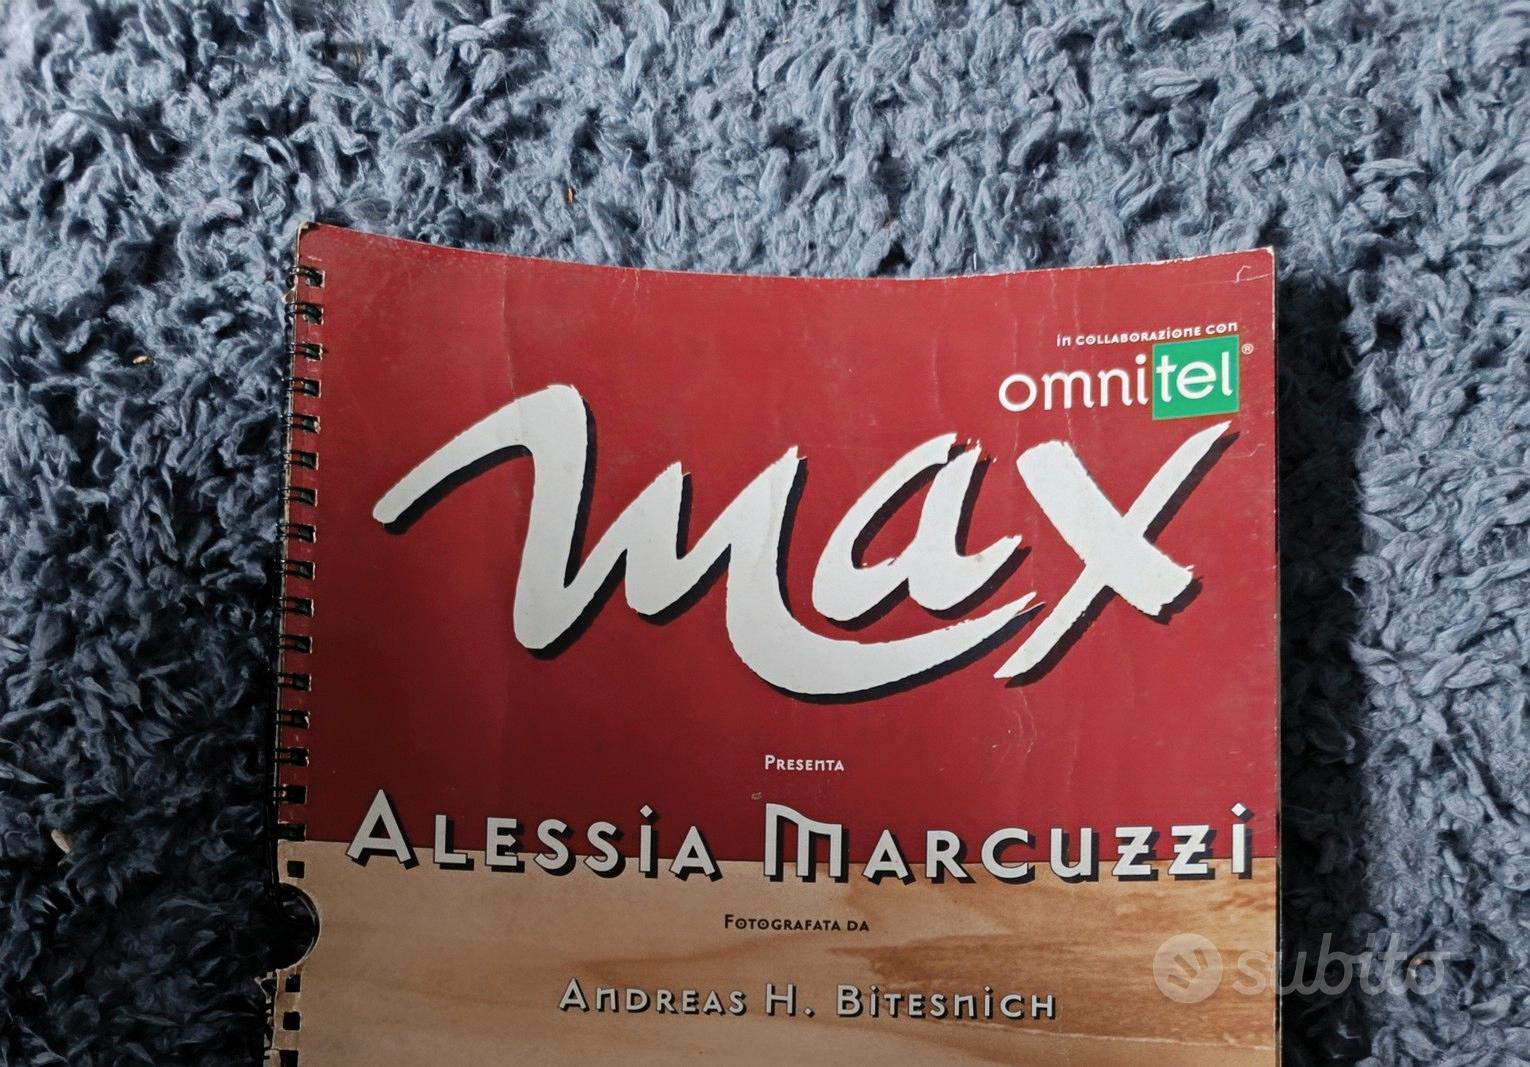 in collaborazione con
omnitel®
max
Presenta
Alessia Marcuzzi
Fotografata da
Andreas H. Bitesnich
subito